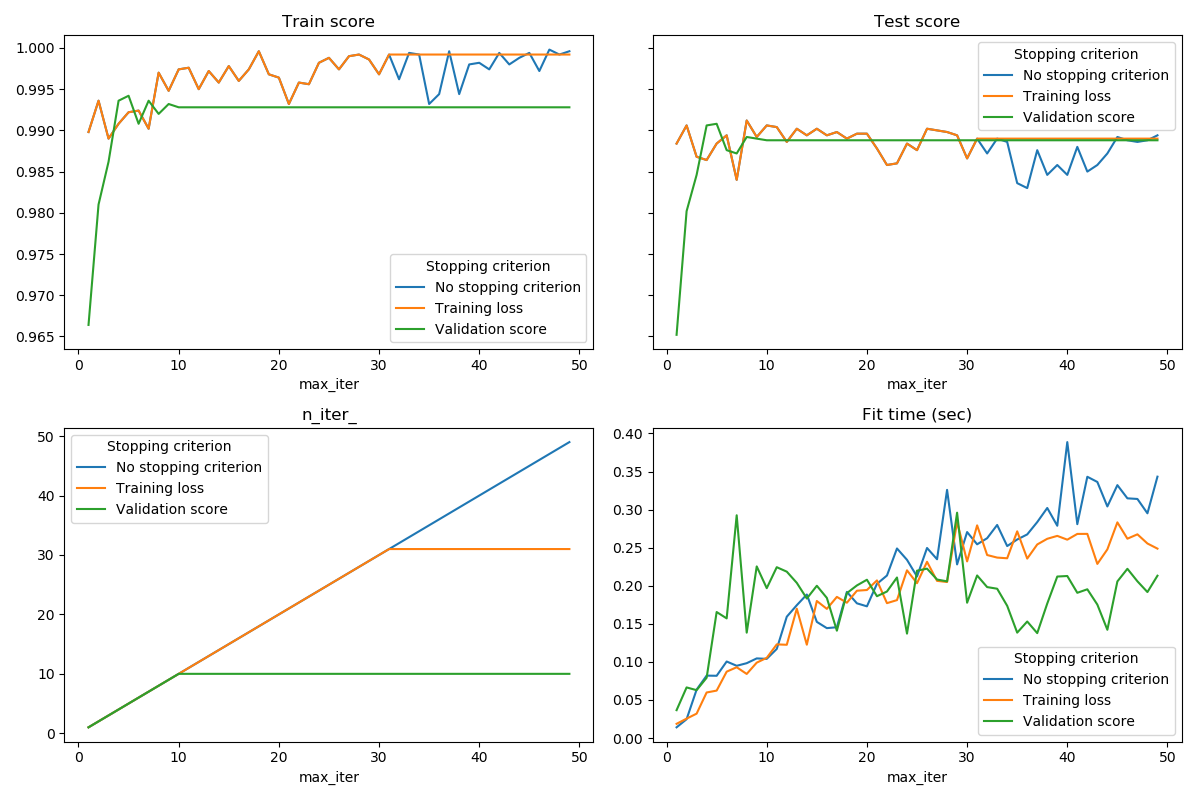 Train score
1.000
0.995
0.990
0.985
0.980
0.975
0.970
0.965
Stopping criterion
No stopping criterion
Training loss
Validation score
0 10 20 30 40 50
max_iter
Test score
Stopping criterion
No stopping criterion
Training loss
Validation score
0 10 20 30 40 50
max_iter
n_iter_
50
40
30
20
10
0
Stopping criterion
No stopping criterion
Training loss
Validation score
0 10 20 30 40 50
max_iter
Fit time (sec)
0.40
0.35
0.30
0.25
0.20
0.15
0.10
0.05
0.00
Stopping criterion
No stopping criterion
Training loss
Validation score
0 10 20 30 40 50
max_iter